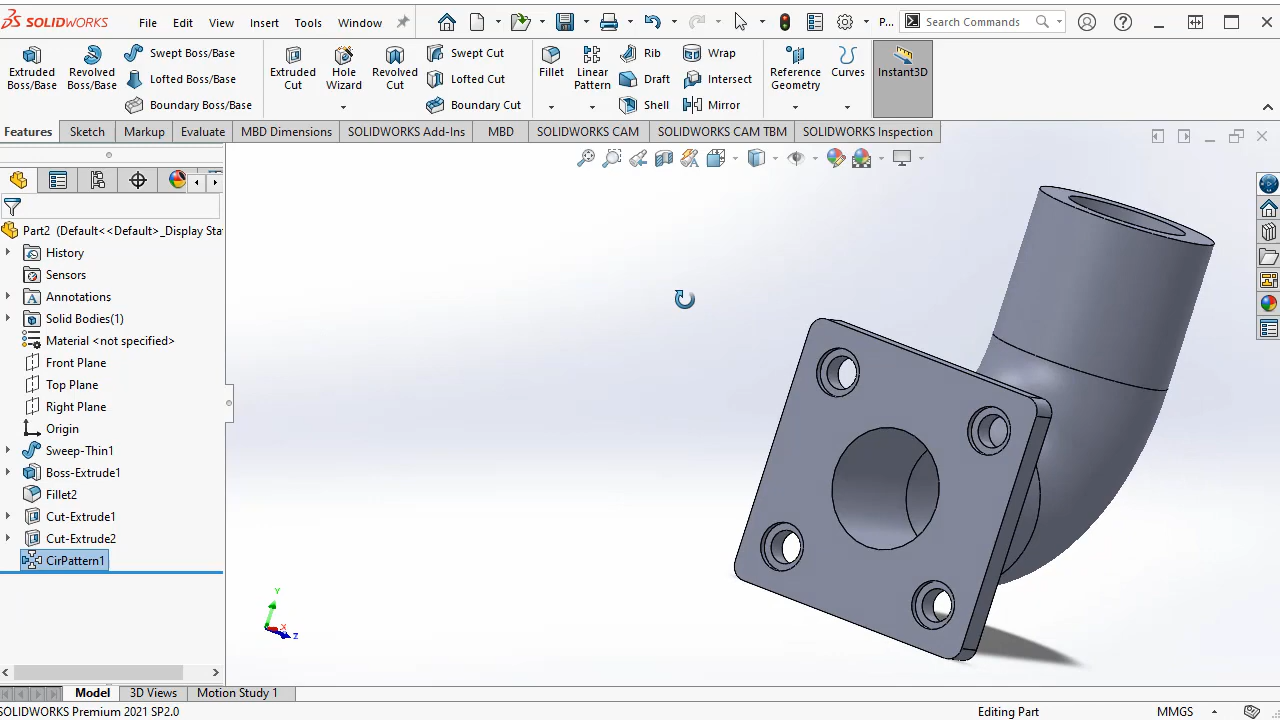 SOLIDWORKS
File Edit View Insert Tools Window
P...
Search Commands
Extruded Boss/Base
Revolved Boss/Base
Swept Boss/Base
Lofted Boss/Base
Boundary Boss/Base
Extruded Cut
Hole Wizard
Revolved Cut
Swept Cut
Lofted Cut
Boundary Cut
Fillet
Linear Pattern
Rib
Draft
Shell
Wrap
Intersect
Mirror
Reference Geometry
Curves
Instant3D
Features Sketch Markup Evaluate MBD Dimensions SOLIDWORKS Add-Ins MBD SOLIDWORKS CAM SOLIDWORKS CAM TBM SOLIDWORKS Inspection
Part2 (Default<<Default>_Display Sta
History
Sensors
Annotations
Solid Bodies(1)
Material <not specified>
Front Plane
Top Plane
Right Plane
Origin
Sweep-Thin1
Boss-Extrude1
Fillet2
Cut-Extrude1
Cut-Extrude2
CirPattern1
Y
X
Z
Model 3D Views Motion Study 1
SOLIDWORKS Premium 2021 SP2.0
Editing Part
MMGS